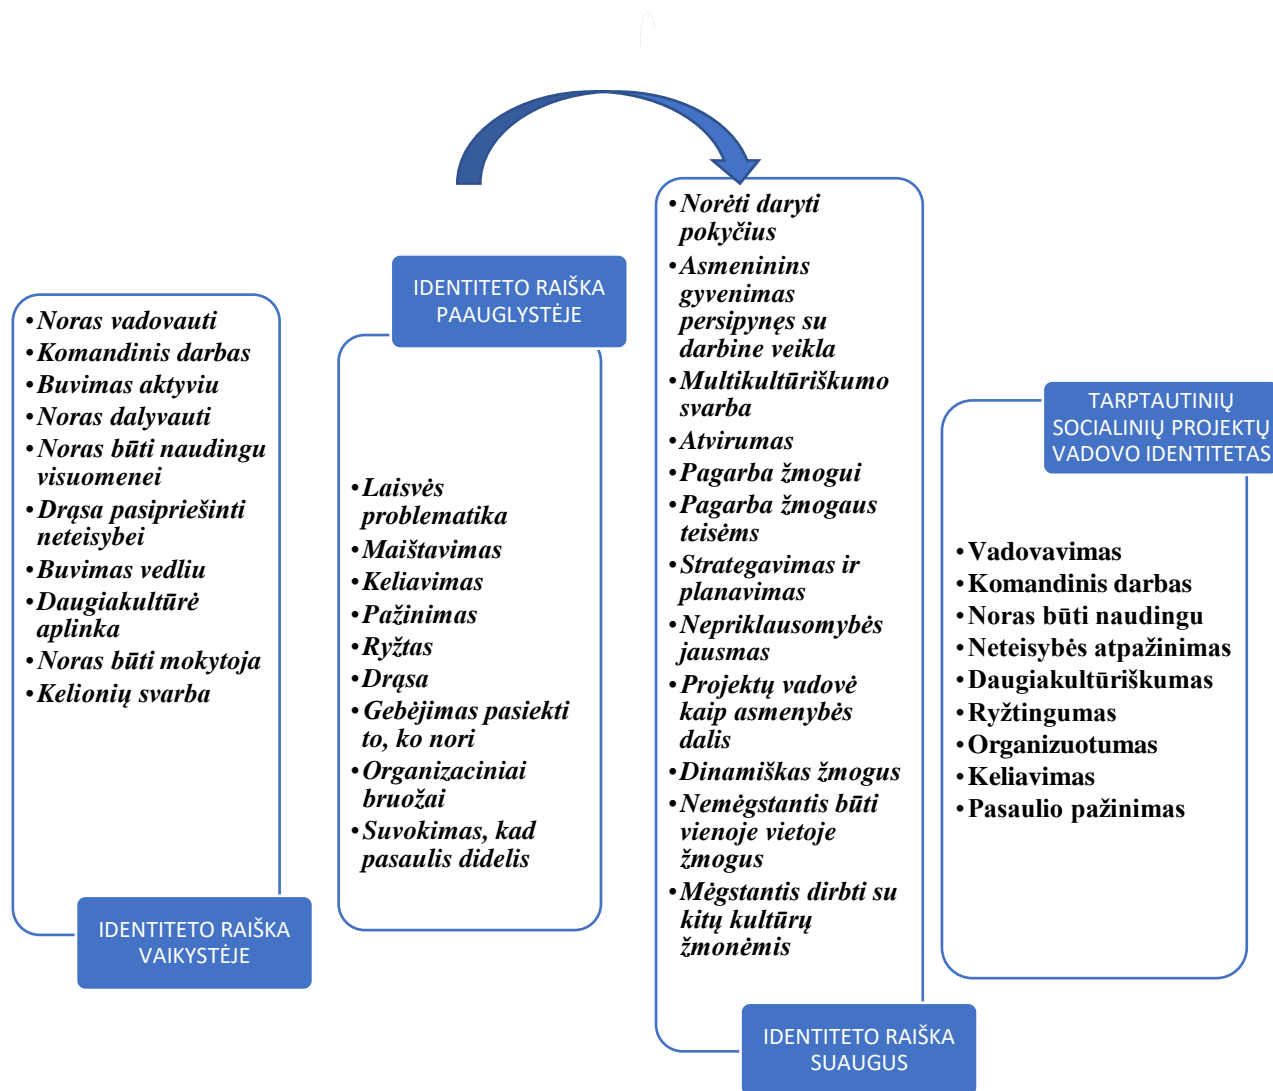 • Noras vadovauti
• Komandinis darbas
• Buvimas aktyviu
• Noras dalyvauti
• Noras būti naudingu
visuomenei
• Drąsa pasipriešinti
neteisybei
• Buvimas vedliu
• Daugiakultūrė
aplinka
• Noras būti mokytoja
• Kelionių svarba
IDENTITETO RAIŠKA
VAIKYSTĖJE
IDENTITETO RAIŠKA
PAAUGLYSTĖJE
• Laisvės
problematika
• Maištavimas
• Keliavimas
• Pažinimas
• Ryžtas
• Drąsa
• Gebėjimas pasiekti
to, ko nori
• Organizaciniai
bruožai
• Suvokimas, kad
pasaulis didelis
• Norėti daryti
pokyčius
• Asmeninins
gyvenimas
persipynęs su
darbine veikla
• Multikultūriškumo
svarba
• Atvirumas
• Pagarba žmogui
• Pagarba žmogaus
teisėms
• Strategavimas ir
planavimas
• Nepriklausomybės
jausmas
• Projektų vadovė
kaip asmenybės
dalis
• Dinamiškas žmogus
• Nemėgstantis būti
vienoje vietoje
žmogus
• Mėgstantis dirbti su
kitų kultūrų
žmonėmis
IDENTITETO RAIŠKA
SUAUGUS
TARPTAUTINIŲ
SOCIALINIŲ PROJEKTŲ
VADOVO IDENTITETAS
• Vadovavimas
• Komandinis darbas
• Noras būti naudingu
• Neteisybės atpažinimas
• Daugiakultūriškumas
• Ryžtingumas
• Organizuotumas
• Keliavimas
• Pasaulio pažinimas